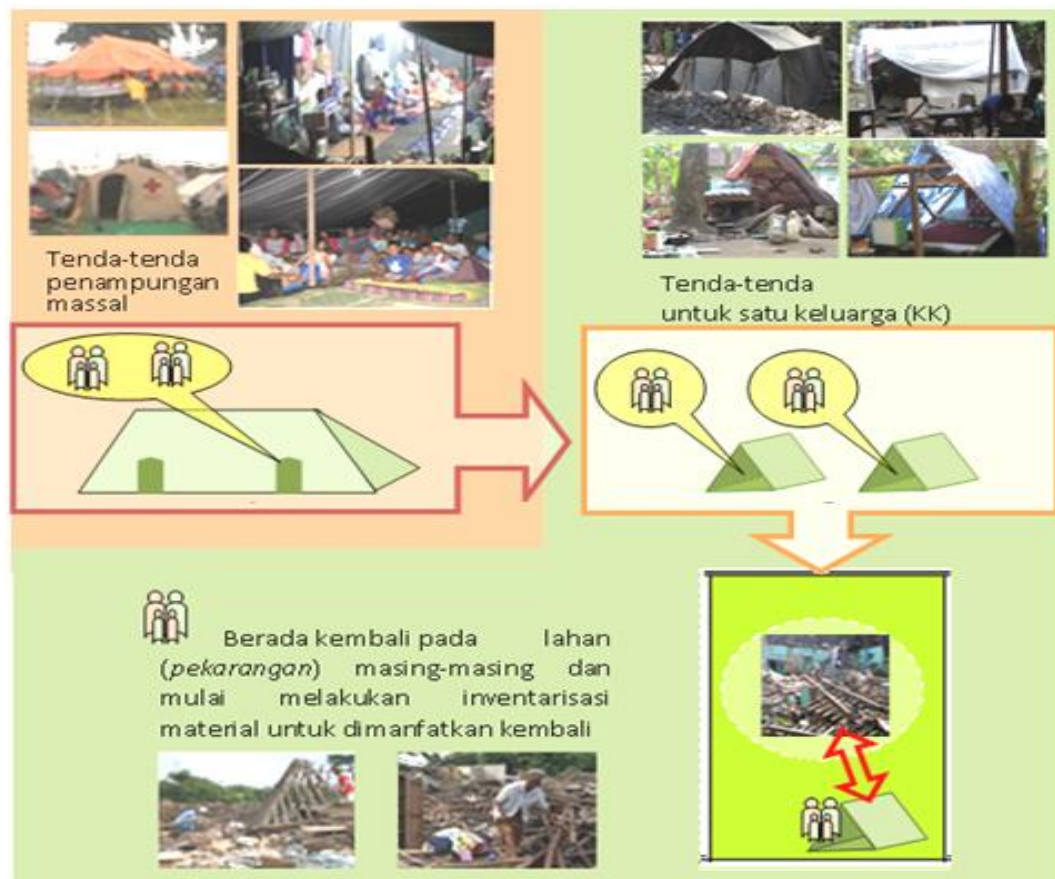 Tenda-tenda
penampungan
massal
Tenda-tenda
untuk satu keluarga (KK)
Berada kembali pada lahan
(pekarangan) masing-masing dan
mulai melakukan inventarisasi
material untuk dimanfatkan kembali